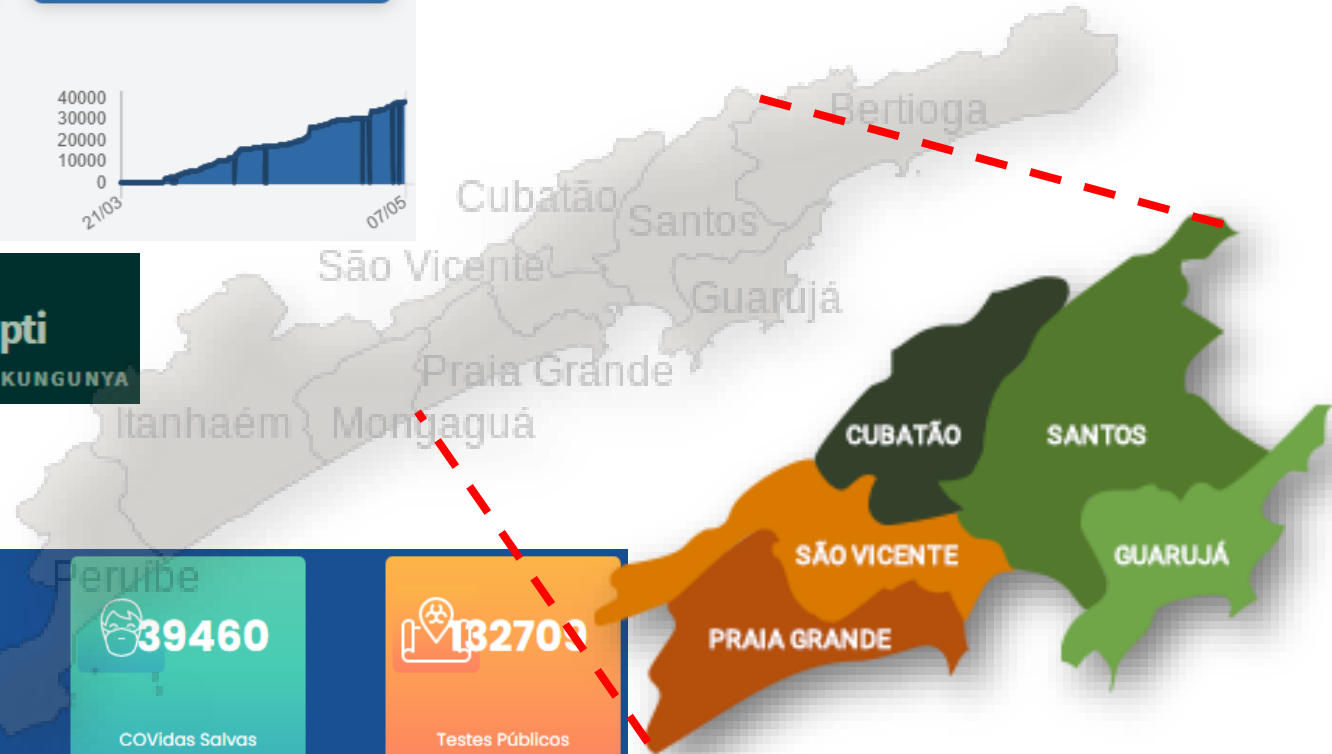 40000
30000
20000
10000
0
21/03
07/05
Bertioga
Cubatão
Santos
São Vicente
Guarujá
pti
KUNGUNYA
Praia Grande
Itanhaém
Mongaguá
CUBATÃO
SANTOS
SÃO VICENTE
GUARUJÁ
Peruíbe
39460
132709
PRAIA GRANDE
COVidas Salvas
Testes Públicos